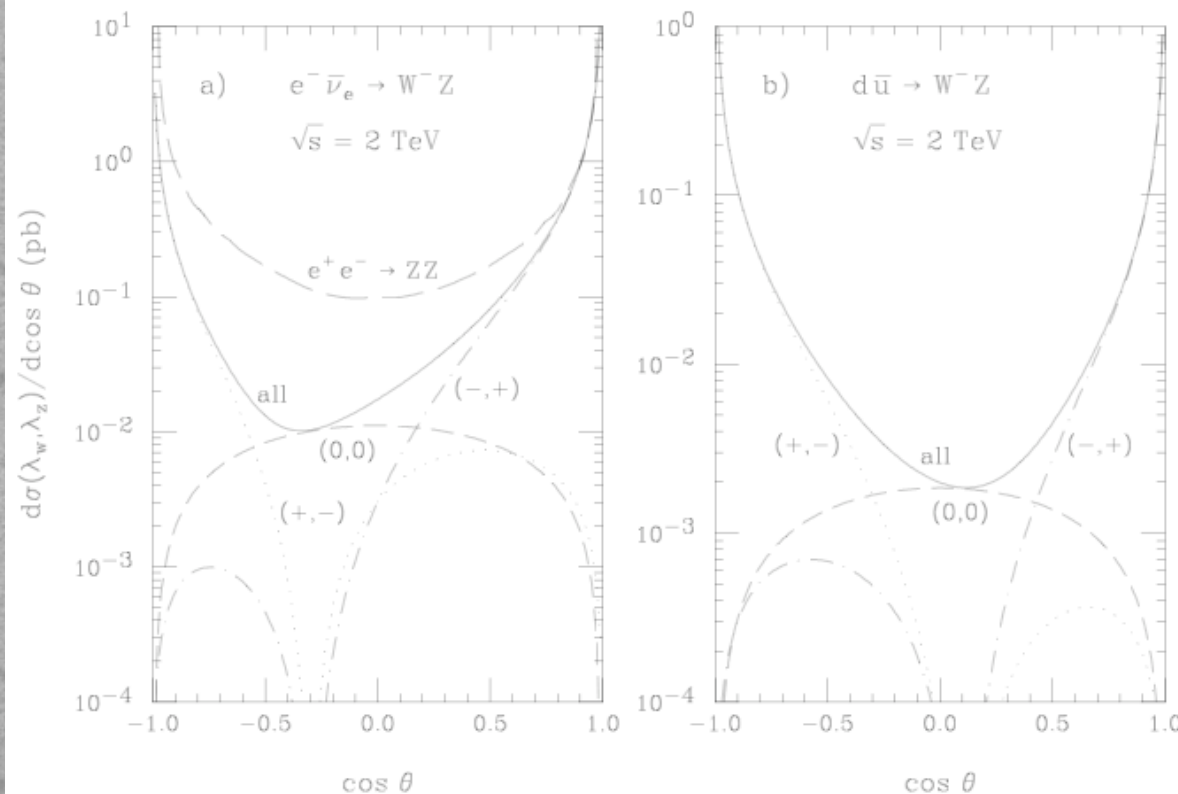 dσ(λ_w,λ_z)/dcos θ (pb)
10^1
10^0
10^-1
10^-2
10^-3
10^-4
a) e^- ν̄_e → W^- Z
√s = 2 TeV
e^+ e^- → ZZ
all
(-,+)
(0,0)
(+,-)
-1.0 -0.5 0.0 0.5 1.0
cos θ
10^0
10^-1
10^-2
10^-3
10^-4
b) dū → W^- Z
√s = 2 TeV
(+,-)
all
(-,+)
(0,0)
-1.0 -0.5 0.0 0.5 1.0
cos θ